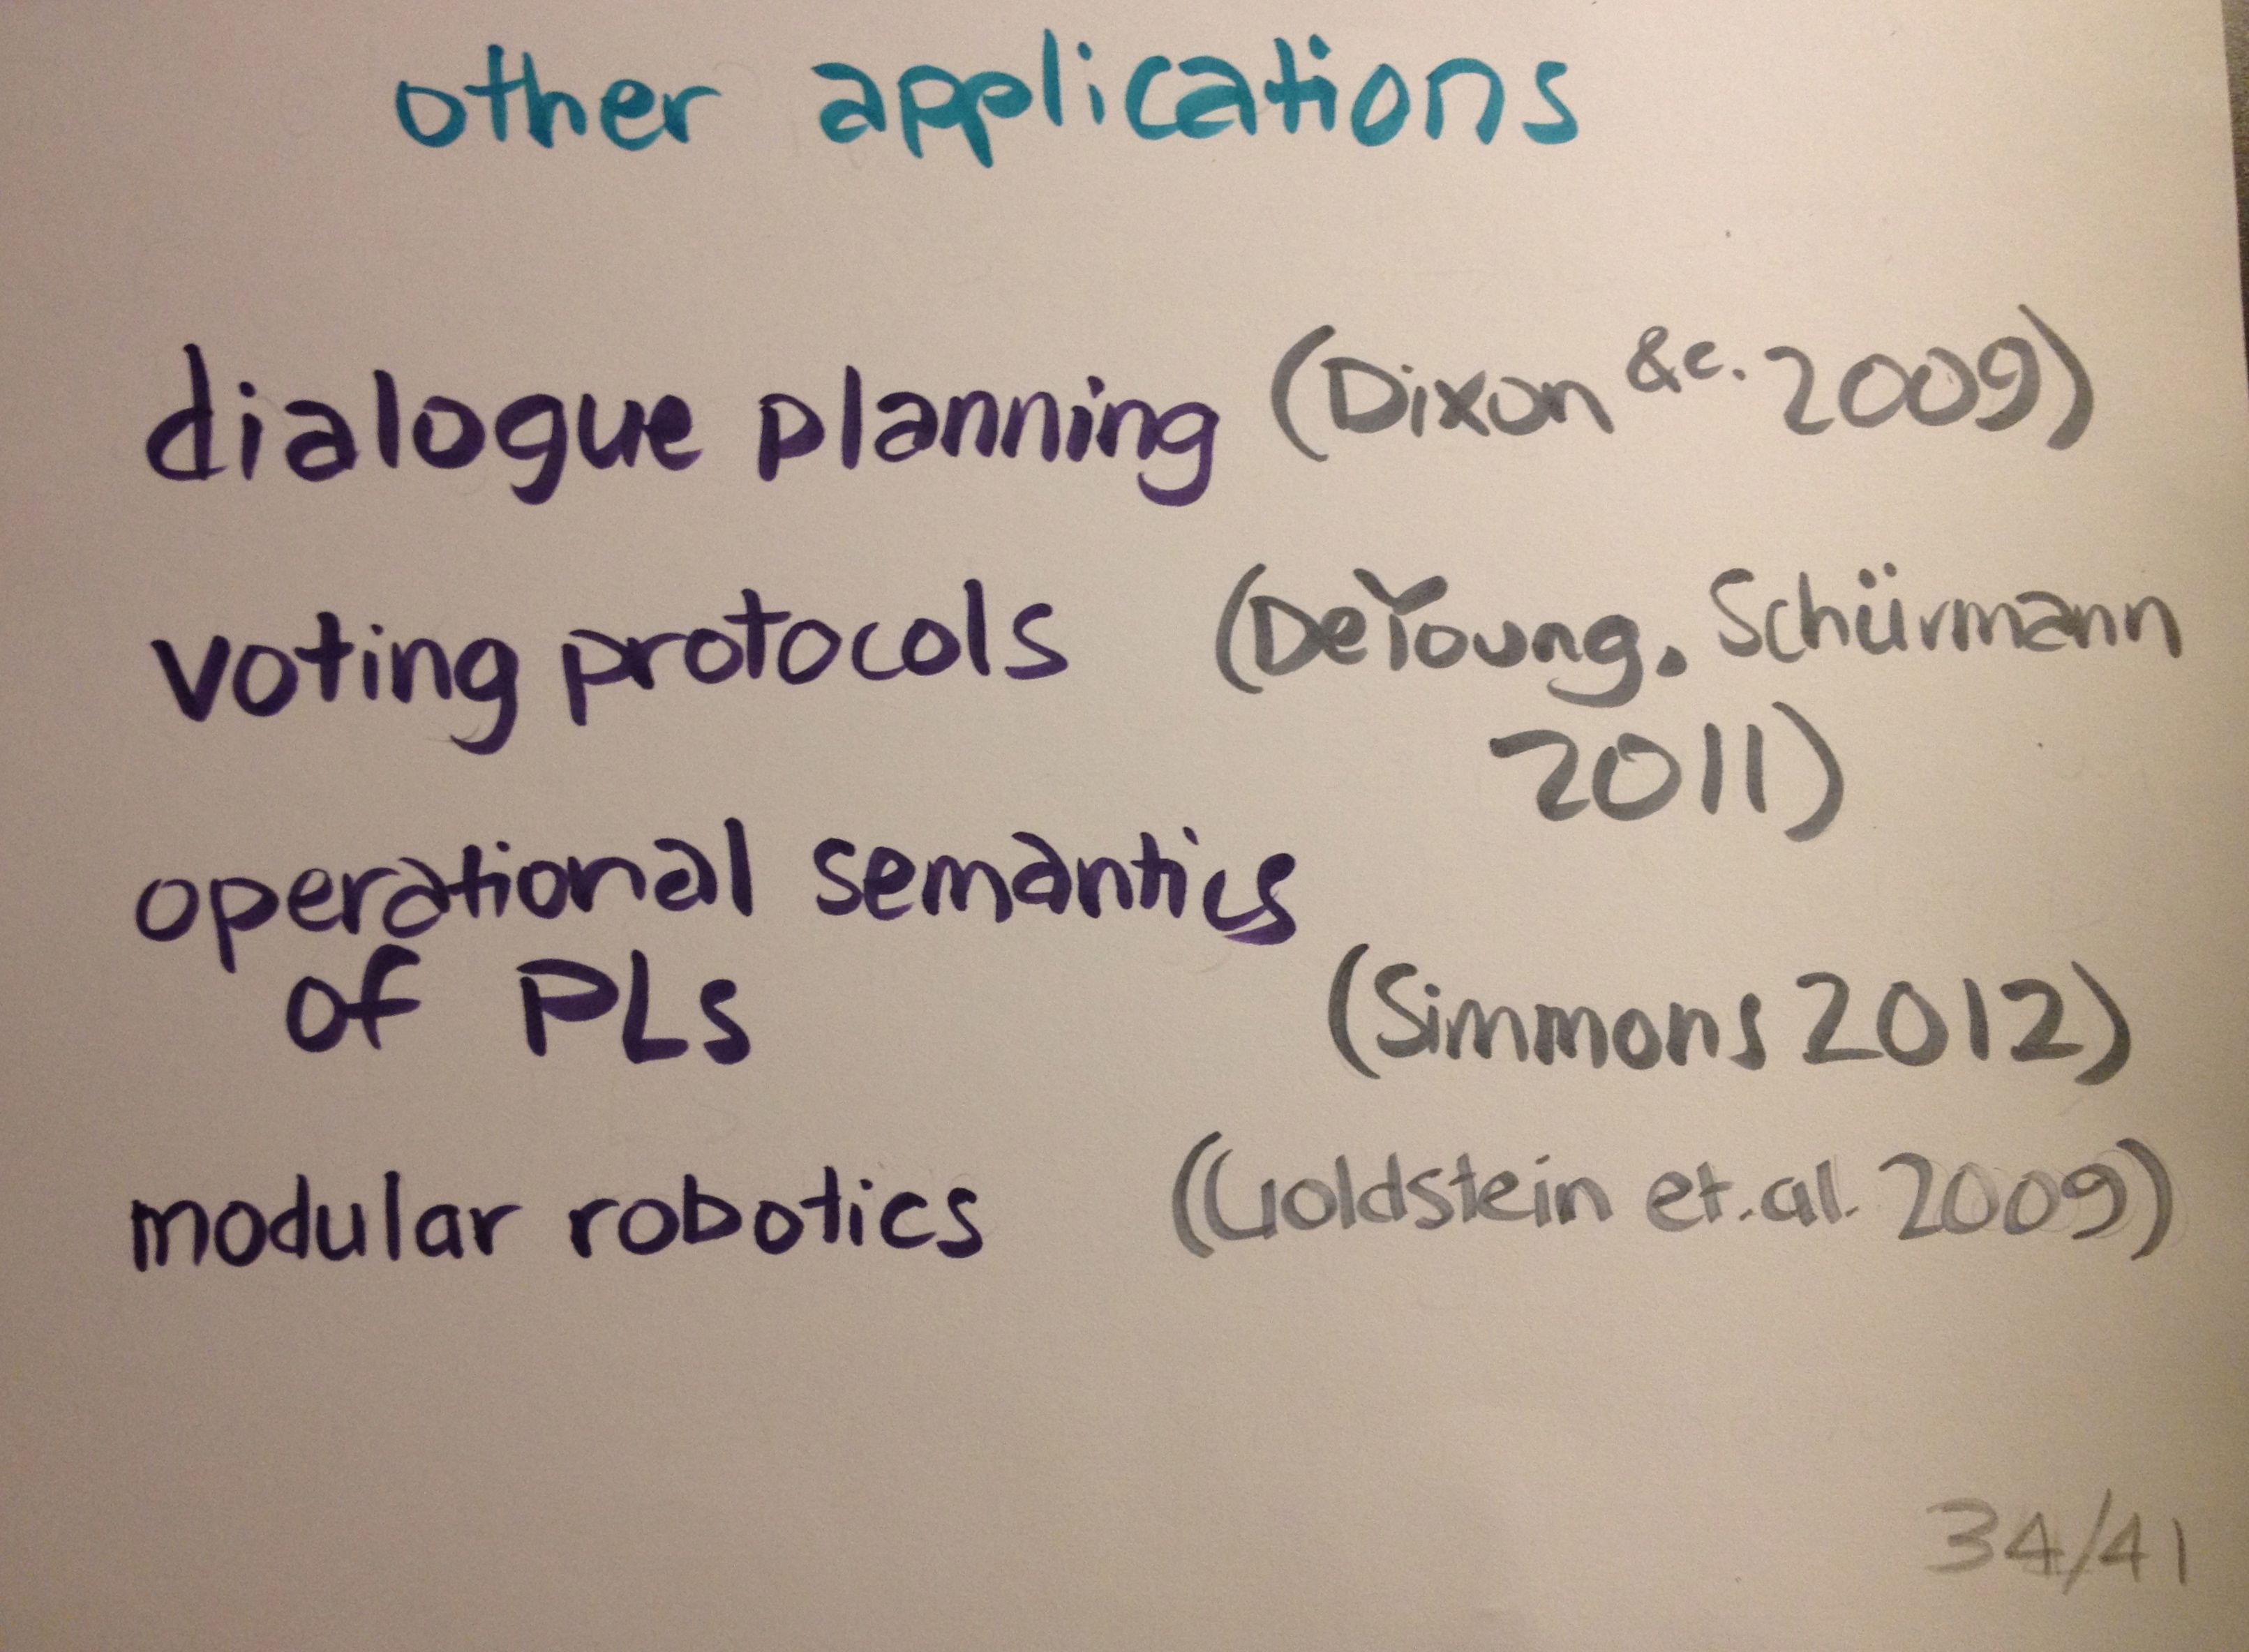 other applications
dialogue planning (Dixon &c. 2009)
voting protocols (DeYoung, Schürmann
2011)
operational semantics
of PLs (Simmons 2012)
modular robotics (Goldstein et.al. 2009)
34/41